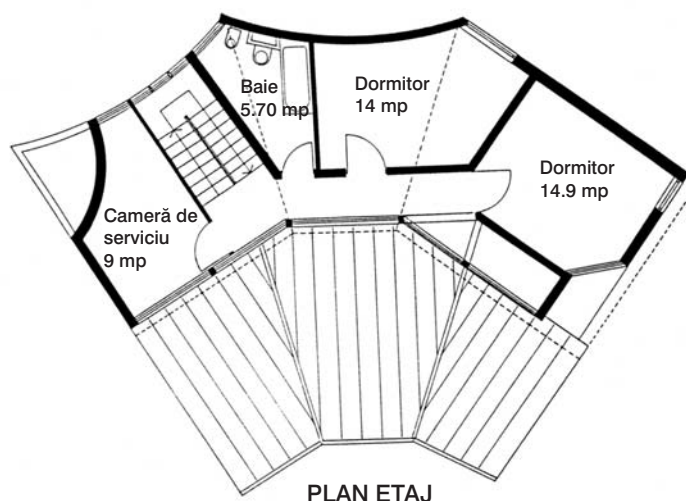 Baie
5.70 mp
Dormitor
14 mp
Dormitor
14.9 mp
Cameră de
serviciu
9 mp
PLAN ETAJ